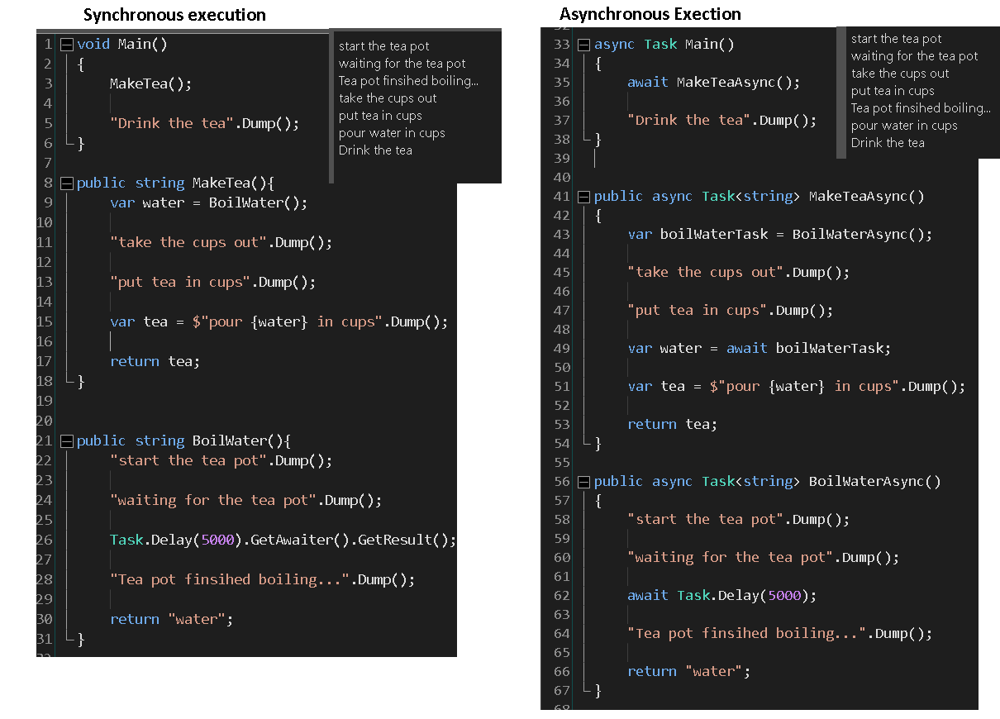 Synchronous execution
1 void Main()
2 {
3 MakeTea();
4
5 "Drink the tea".Dump();
6 }
7
8 public string MakeTea(){
9 var water = BoilWater();
10
11 "take the cups out".Dump();
12
13 "put tea in cups".Dump();
14
15 var tea = $"pour {water} in cups".Dump();
16
17 return tea;
18 }
19
20
21 public string BoilWater(){
22 "start the tea pot".Dump();
23
24 "waiting for the tea pot".Dump();
25
26 Task.Delay(5000).GetAwaiter().GetResult();
27
28 "Tea pot finsihed boiling...".Dump();
29
30 return "water";
31 }
start the tea pot
waiting for the tea pot
Tea pot finsihed boiling...
take the cups out
put tea in cups
pour water in cups
Drink the tea
Asynchronous Exection
33 async Task Main()
34 {
35 await MakeTeaAsync();
36
37 "Drink the tea".Dump();
38 }
39
40
41 public async Task<string> MakeTeaAsync()
42 {
43 var boilWaterTask = BoilWaterAsync();
44
45 "take the cups out".Dump();
46
47 "put tea in cups".Dump();
48
49 var water = await boilWaterTask;
50
51 var tea = $"pour {water} in cups".Dump();
52
53 return tea;
54 }
55
56 public async Task<string> BoilWaterAsync()
57 {
58 "start the tea pot".Dump();
59
60 "waiting for the tea pot".Dump();
61
62 await Task.Delay(5000);
63
64 "Tea pot finsihed boiling...".Dump();
65
66 return "water";
67 }
68
start the tea pot
waiting for the tea pot
take the cups out
put tea in cups
Tea pot finsihed boiling...
pour water in cups
Drink the tea